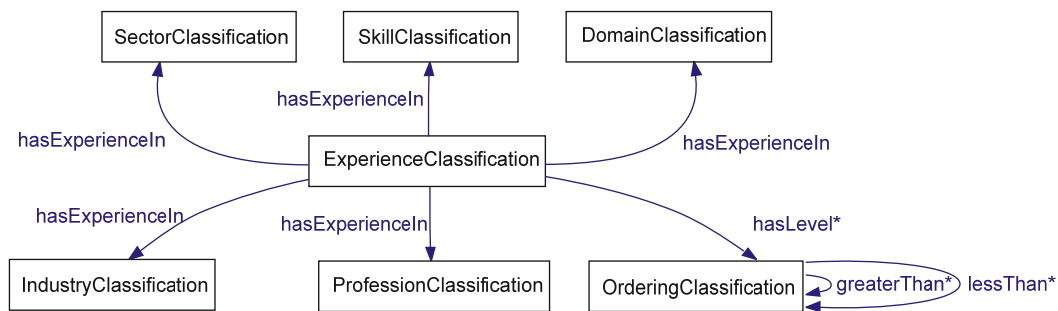 SectorClassification
SkillClassification
DomainClassification
hasExperienceIn
hasExperienceIn
hasExperienceIn
ExperienceClassification
hasExperienceIn
hasExperienceIn
hasLevel*
IndustryClassification
ProfessionClassification
OrderingClassification
greaterThan*
lessThan*